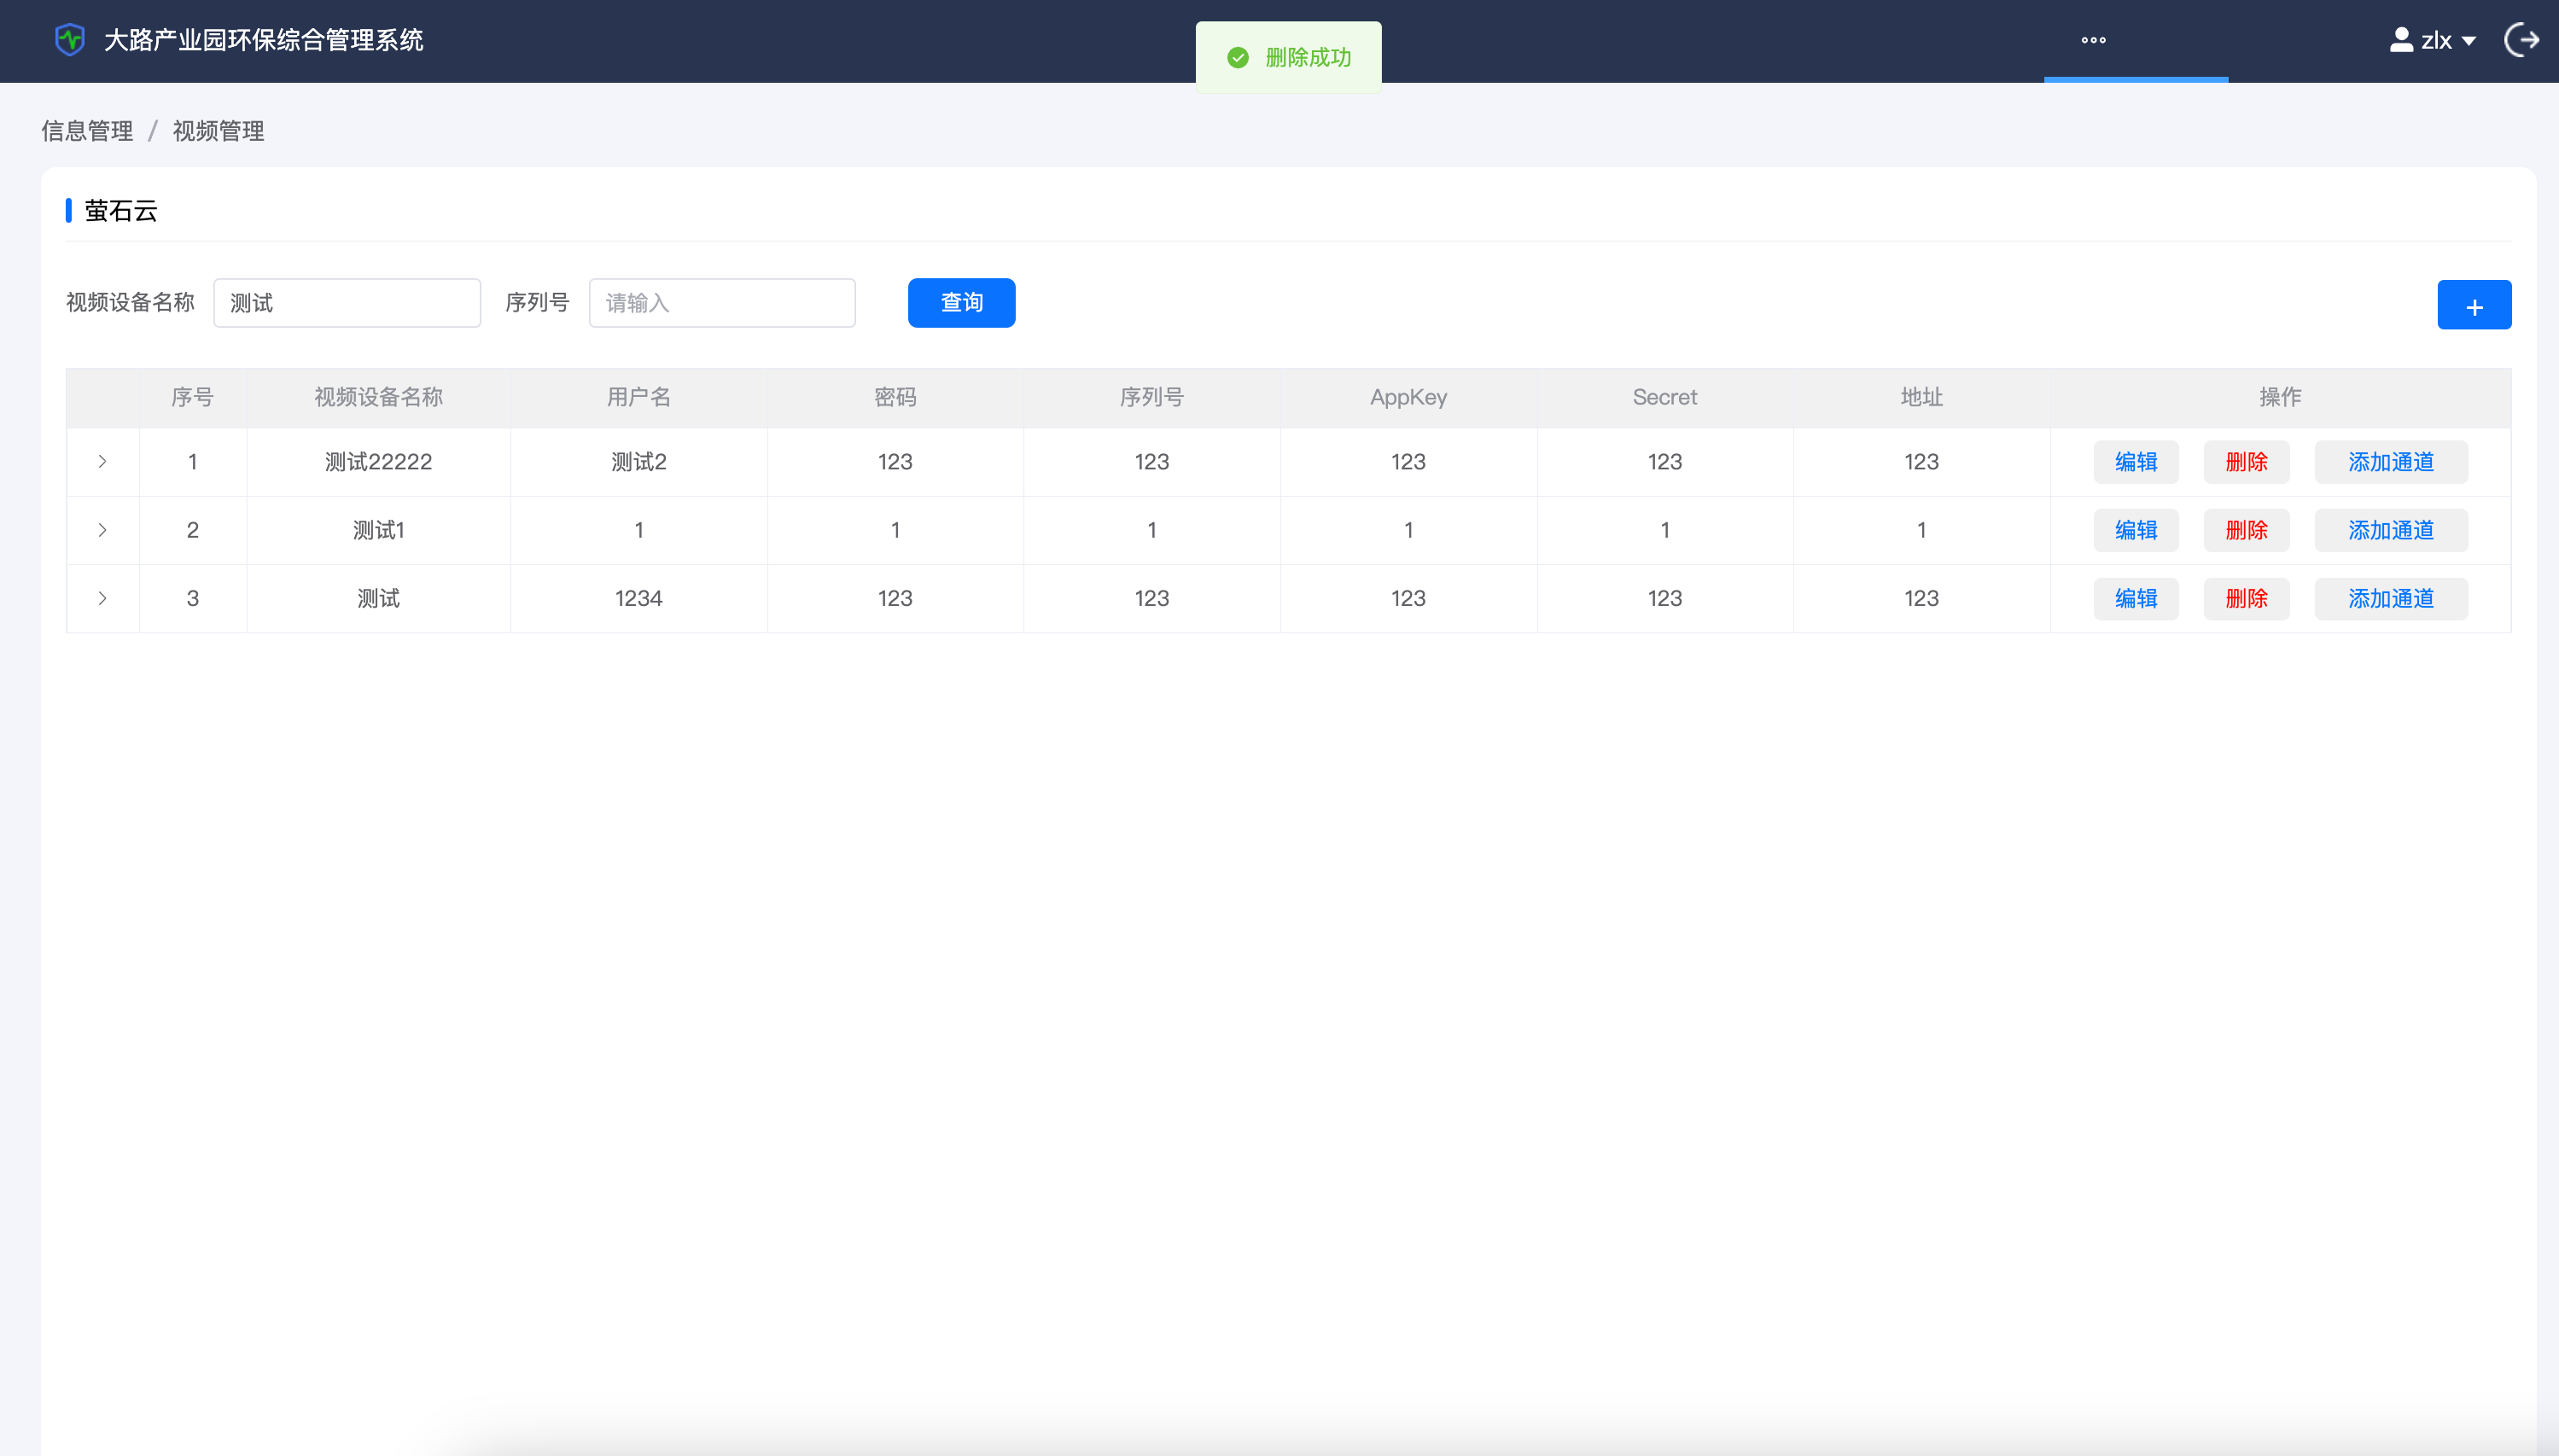 大路产业园环保综合管理系统
删除成功
zlx
信息管理 / 视频管理
萤石云
视频设备名称 测试 序列号 请输入 查询 +
序号 视频设备名称 用户名 密码 序列号 AppKey Secret 地址 操作
1 测试22222 测试2 123 123 123 123 123 编辑 删除 添加通道
2 测试1 1 1 1 1 1 1 编辑 删除 添加通道
3 测试 1234 123 123 123 123 123 编辑 删除 添加通道